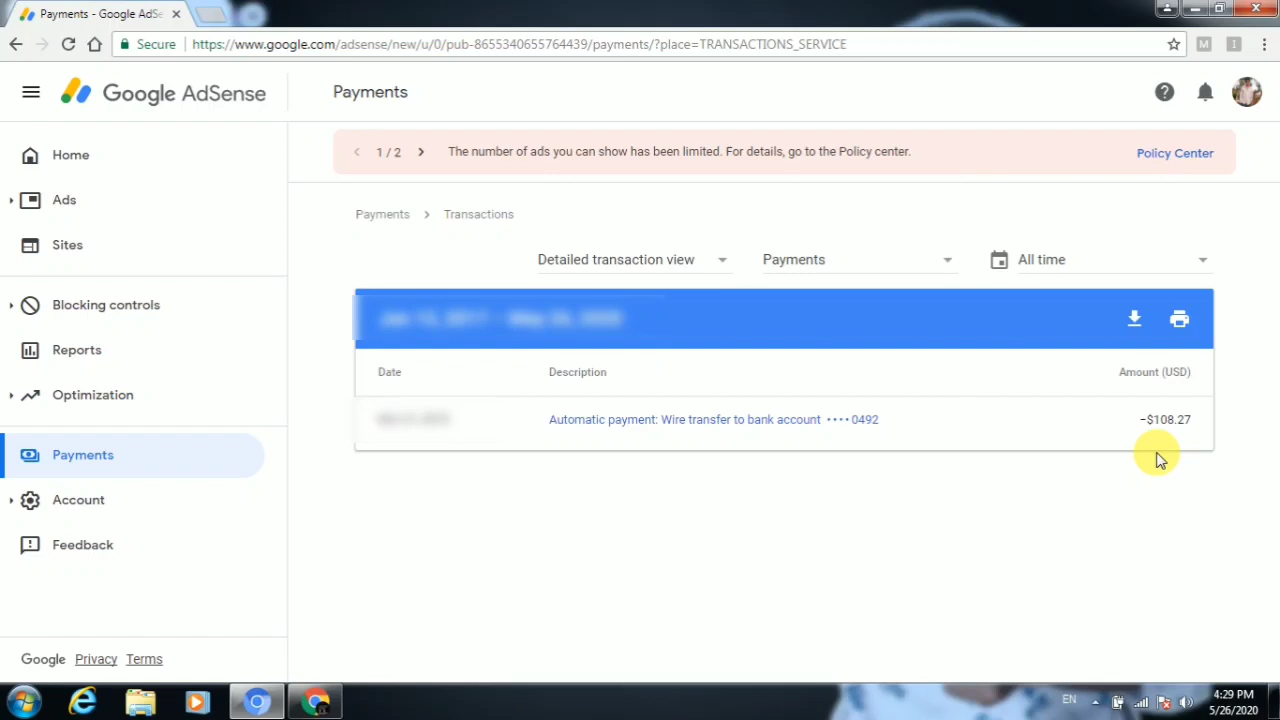 Payments - Google AdSe
Secure
https://www.google.com/adsense/new/u/0/pub-8655340655764439/payments/?place=TRANSACTIONS_SERVICE
M
I
Google AdSense
Payments
1 / 2
The number of ads you can show has been limited. For details, go to the Policy center.
Policy Center
Home
Ads
Sites
Blocking controls
Reports
Optimization
Payments
Account
Feedback
Payments
Transactions
Detailed transaction view
Payments
All time
Date
Description
Amount (USD)
Automatic payment: Wire transfer to bank account •••• 0492
−$108.27
Google Privacy Terms
EN
4:29 PM
5/26/2020